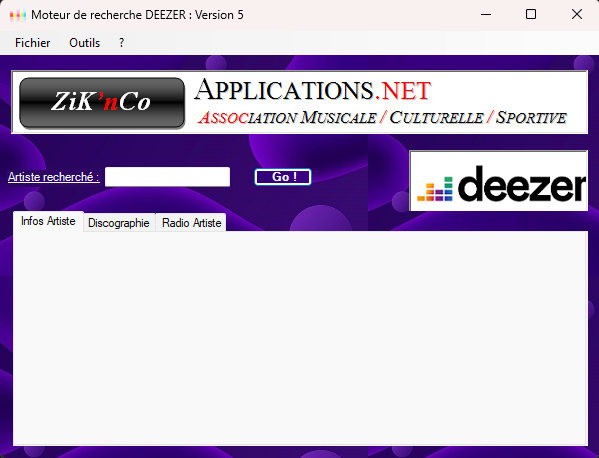 Moteur de recherche DEEZER : Version 5
Fichier Outils ?
ZiK'nCo
APPLICATIONS.NET
ASSOCIATION MUSICALE / CULTURELLE / SPORTIVE
Artiste recherché :
Go !
deezer
Infos Artiste Discographie Radio Artiste